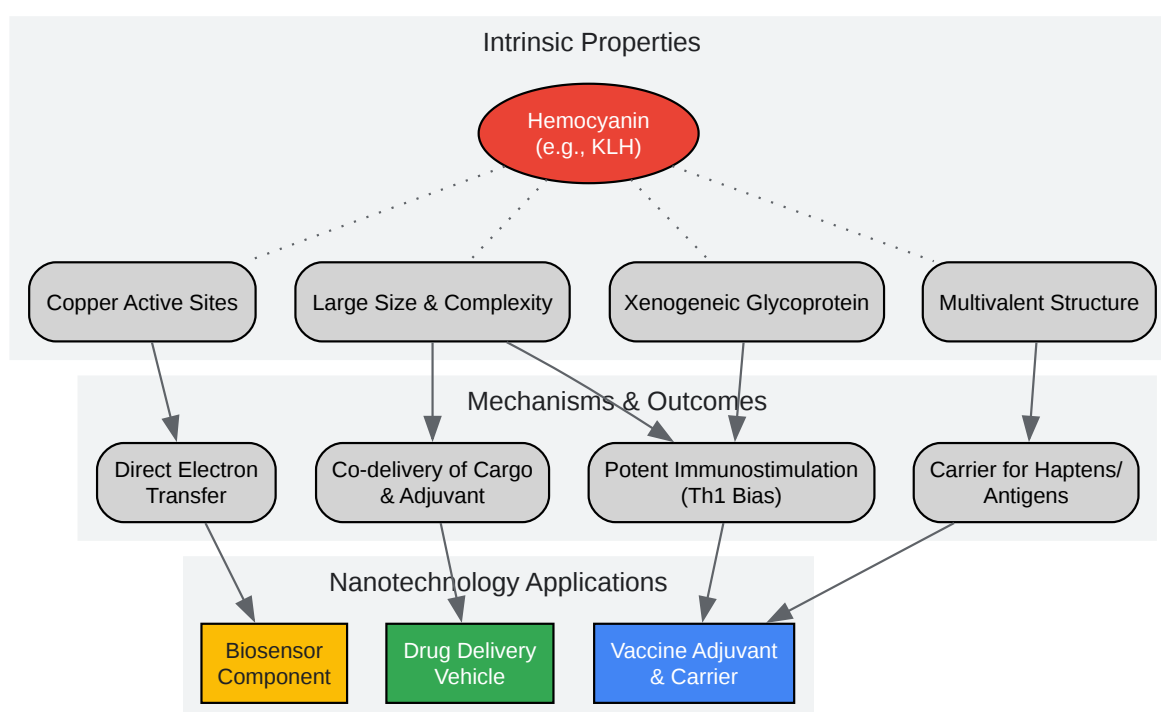 Intrinsic Properties
Hemocyanin
(e.g., KLH)
Copper Active Sites
Large Size & Complexity
Xenogeneic Glycoprotein
Multivalent Structure
Mechanisms & Outcomes
Direct Electron
Transfer
Co-delivery of Cargo
& Adjuvant
Potent Immunostimulation
(Th1 Bias)
Carrier for Haptens/
Antigens
Nanotechnology Applications
Biosensor
Component
Drug Delivery
Vehicle
Vaccine Adjuvant
& Carrier